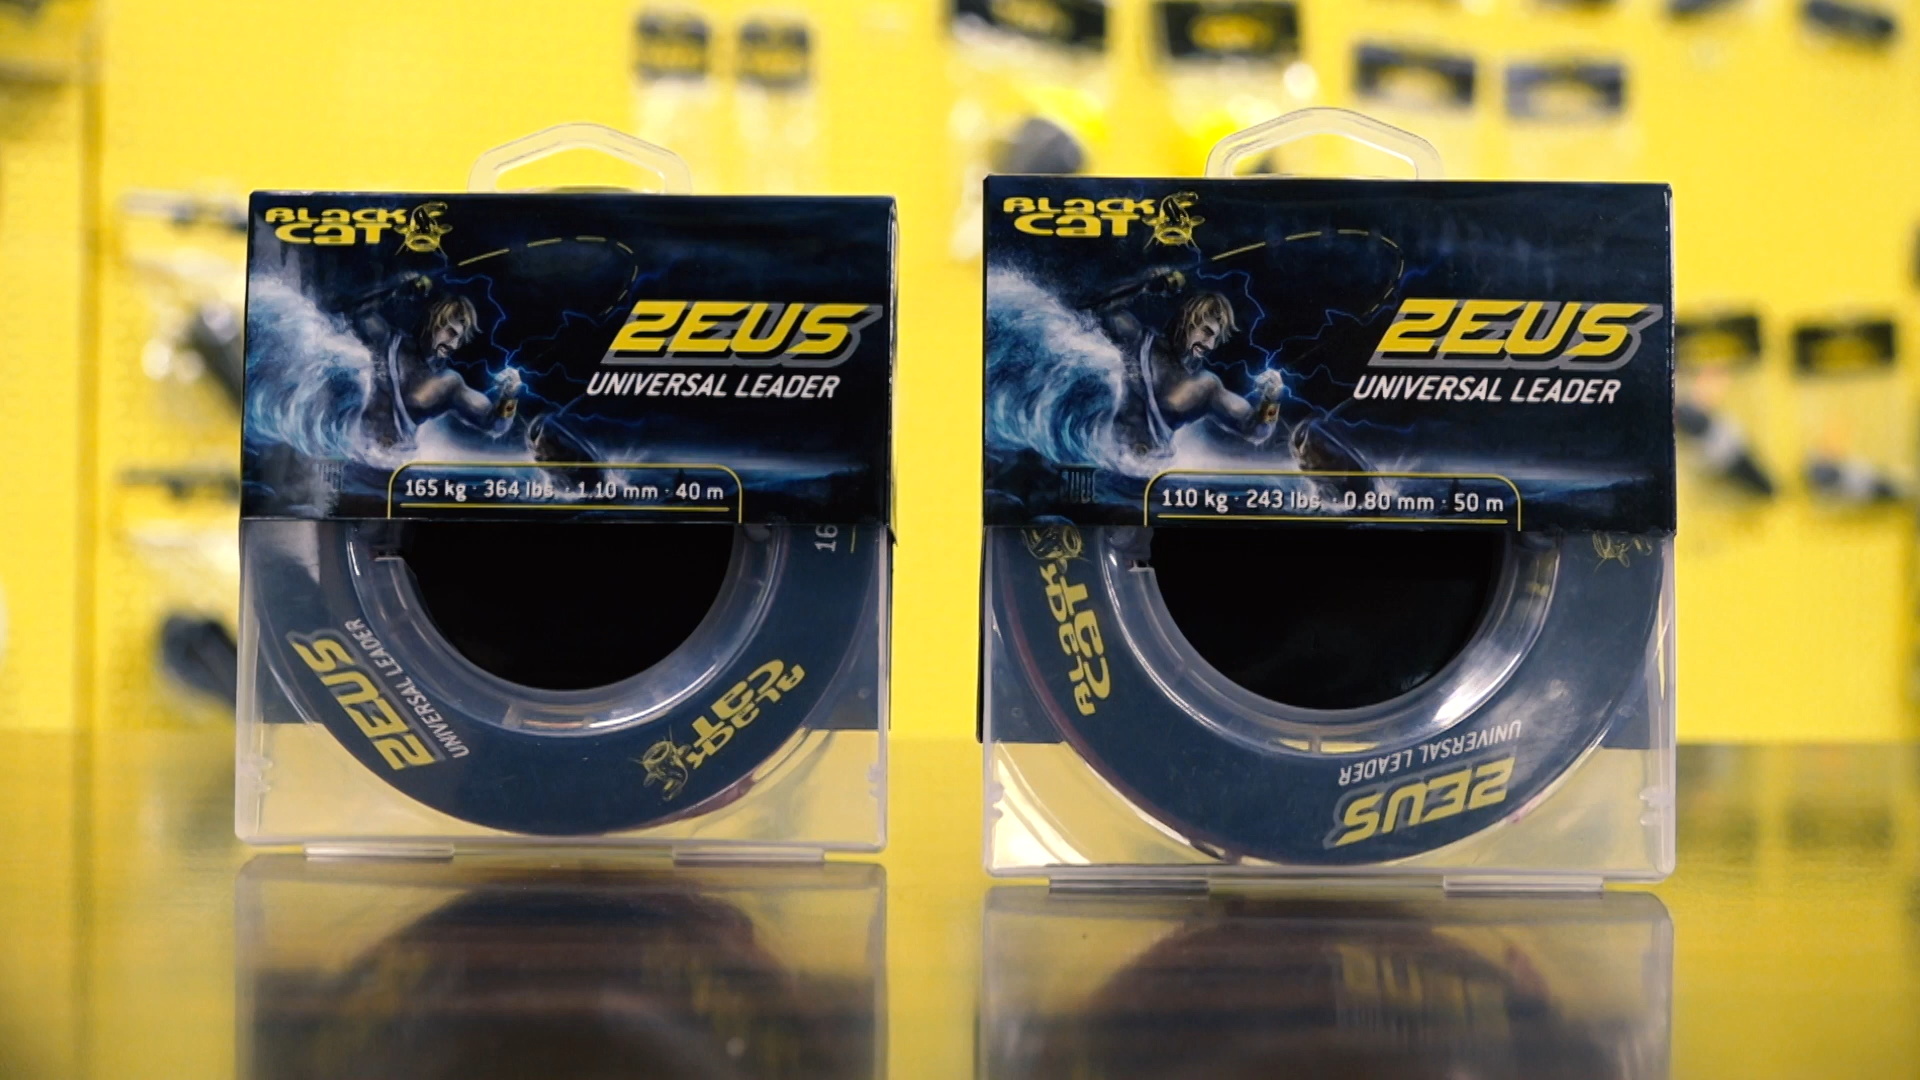 BLACK
CAT
ZEUS
UNIVERSAL LEADER
165 kg · 364 lbs. · 1.10 mm · 40 m
16
ZEUS
UNIVERSAL LEADER
BLACK
CAT
BLACK
CAT
ZEUS
UNIVERSAL LEADER
110 kg · 243 lbs. · 0.80 mm · 50 m
BLACK
CAT
UNIVERSAL LEADER
ZEUS